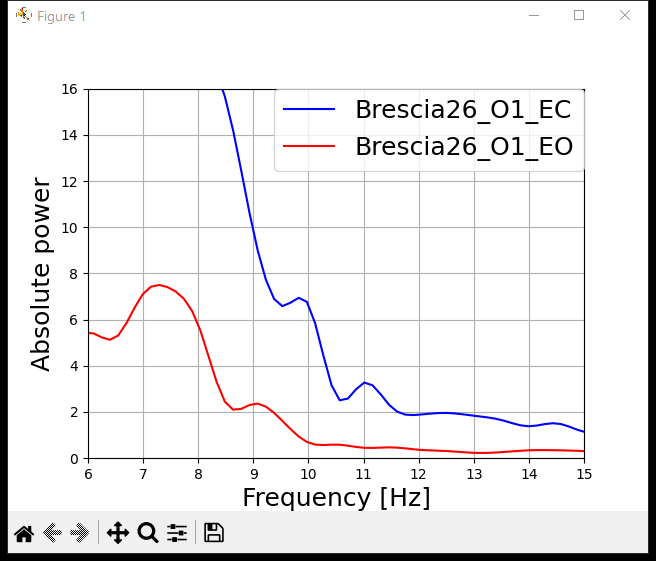 Figure 1
16
Brescia26_O1_EC
14
Brescia26_O1_EO
12
10
8
6
4
2
0
Absolute power
6 7 8 9 10 11 12 13 14 15
Frequency [Hz]